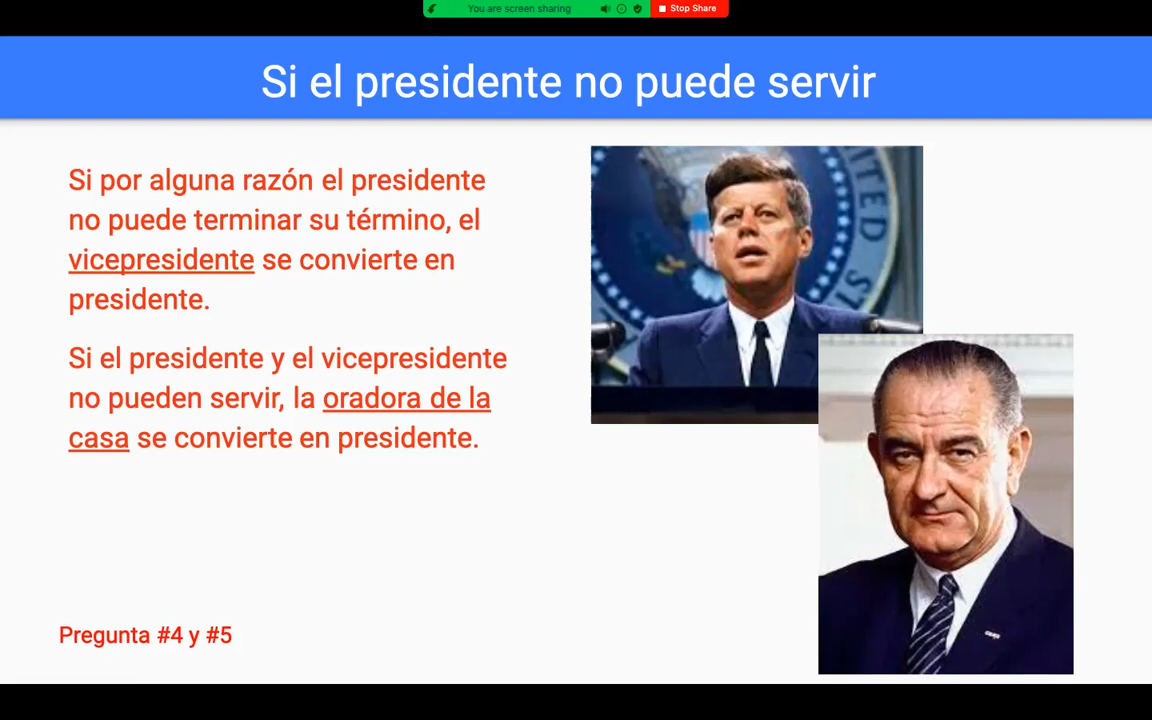 You are screen sharing
Stop Share
Si el presidente no puede servir
Si por alguna razón el presidente
no puede terminar su término, el
vicepresidente se convierte en
presidente.
Si el presidente y el vicepresidente
no pueden servir, la oradora de la
casa se convierte en presidente.
Pregunta #4 y #5
ITED
ST